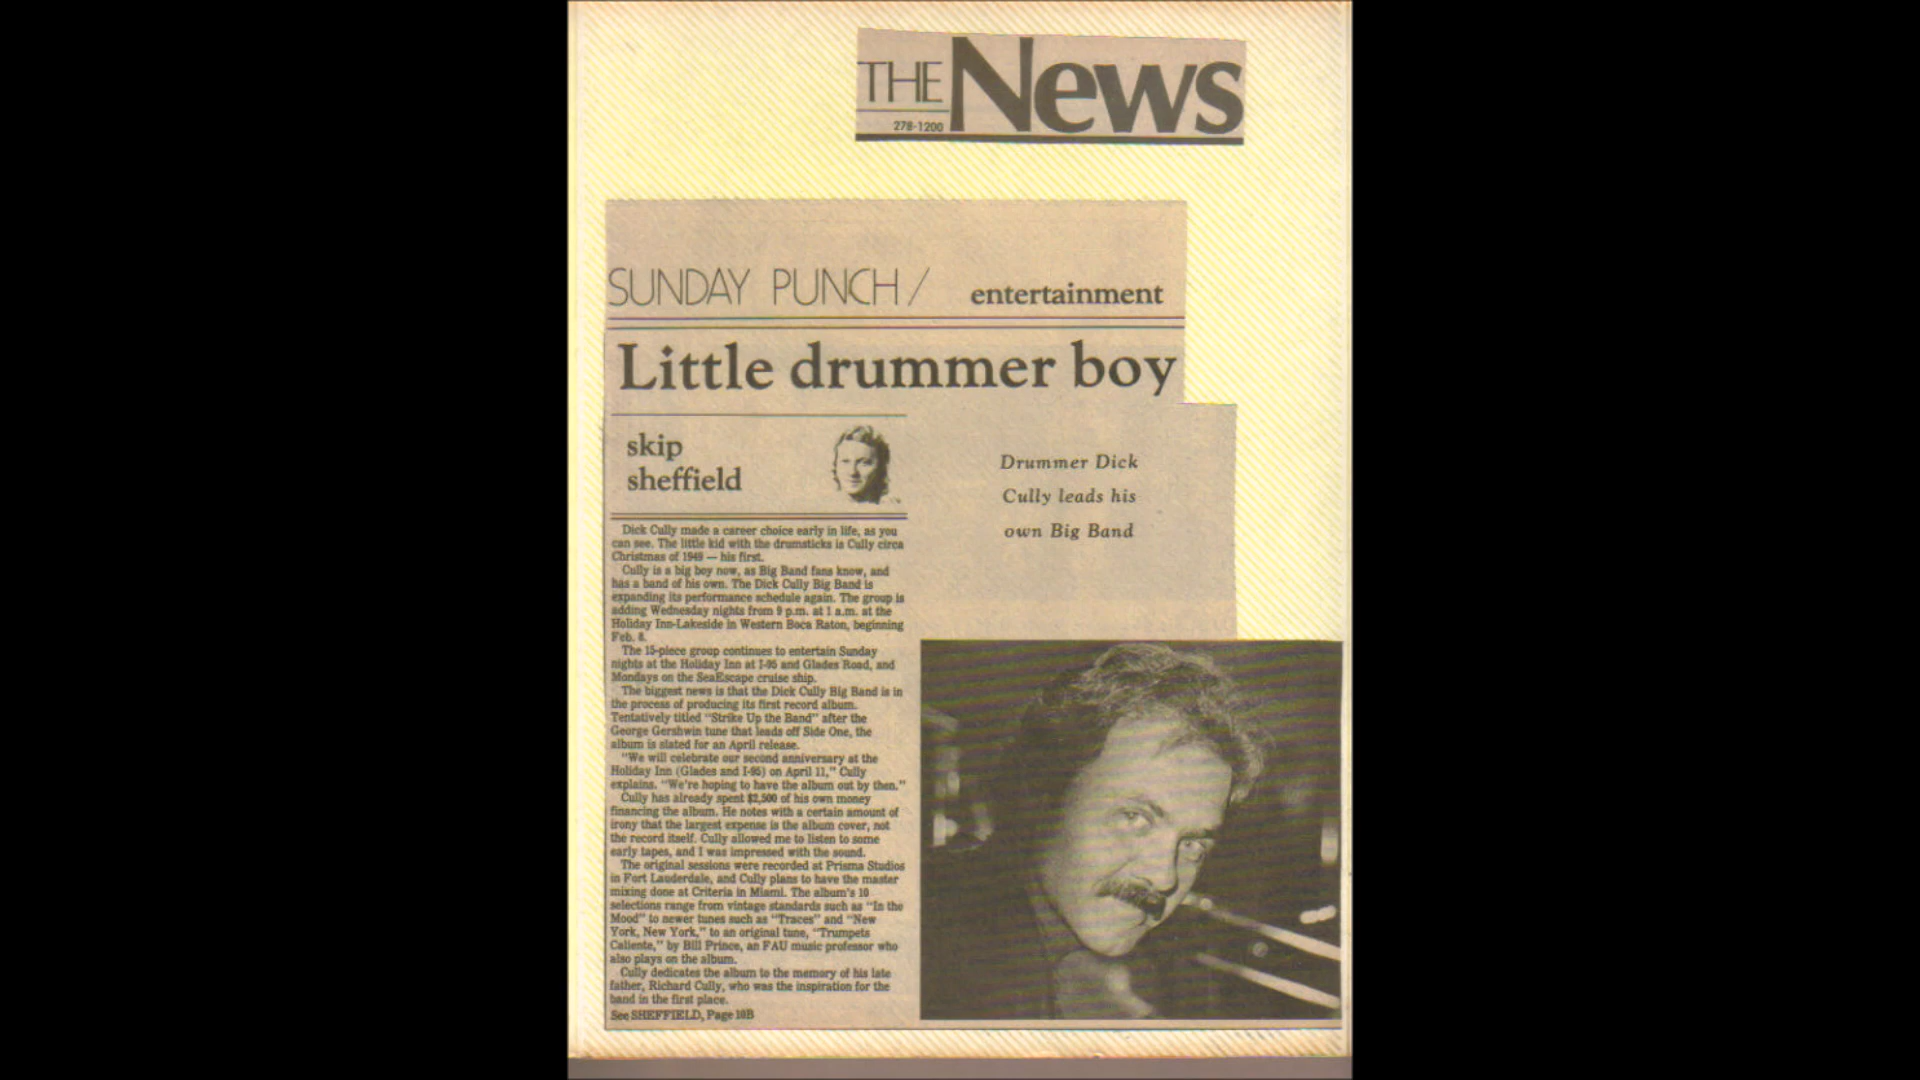 THE News
278-1200
SUNDAY PUNCH/ entertainment
Little drummer boy
skip
sheffield
Drummer Dick
Cully leads his
own Big Band
Dick Cully made a career choice early in life, as you
can see. The little kid with the drumsticks is Cully circa
Christmas of 1949 — his first.
Cully is a big boy now, as Big Band fans know, and
has a band of his own. The Dick Cully Big Band is
expanding its performance schedule again. The group is
adding Wednesday nights from 9 p.m. at 1 a.m. at the
Holiday Inn-Lakeside in Western Boca Raton, beginning
Feb. 8.
The 15-piece group continues to entertain Sunday
nights at the Holiday Inn at I-95 and Glades Road, and
Mondays on the SeaEscape cruise ship.
The biggest news is that the Dick Cully Big Band is in
the process of producing its first record album.
Tentatively titled "Strike Up the Band" after the
George Gershwin tune that leads off Side One, the
album is slated for an April release.
"We will celebrate our second anniversary at the
Holiday Inn (Glades and I-95) on April 11," Cully
explains. "We're hoping to have the album out by then."
Cully has already spent $2,500 of his own money
financing the album. He notes with a certain amount of
irony that the largest expense is the album cover, not
the record itself. Cully allowed me to listen to some
early tapes, and I was impressed with the sound.
The original sessions were recorded at Prisma Studios
in Fort Lauderdale, and Cully plans to have the master
mixing done at Criteria in Miami. The album's 10
selections range from vintage standards such as "In the
Mood" to newer tunes such as "Traces" and "New
York, New York," to an original tune, "Trumpets
Caliente," by Bill Prince, an FAU music professor who
also plays on the album.
Cully dedicates the album to the memory of his late
father, Richard Cully, who was the inspiration for the
band in the first place.
See SHEFFIELD, Page 10B